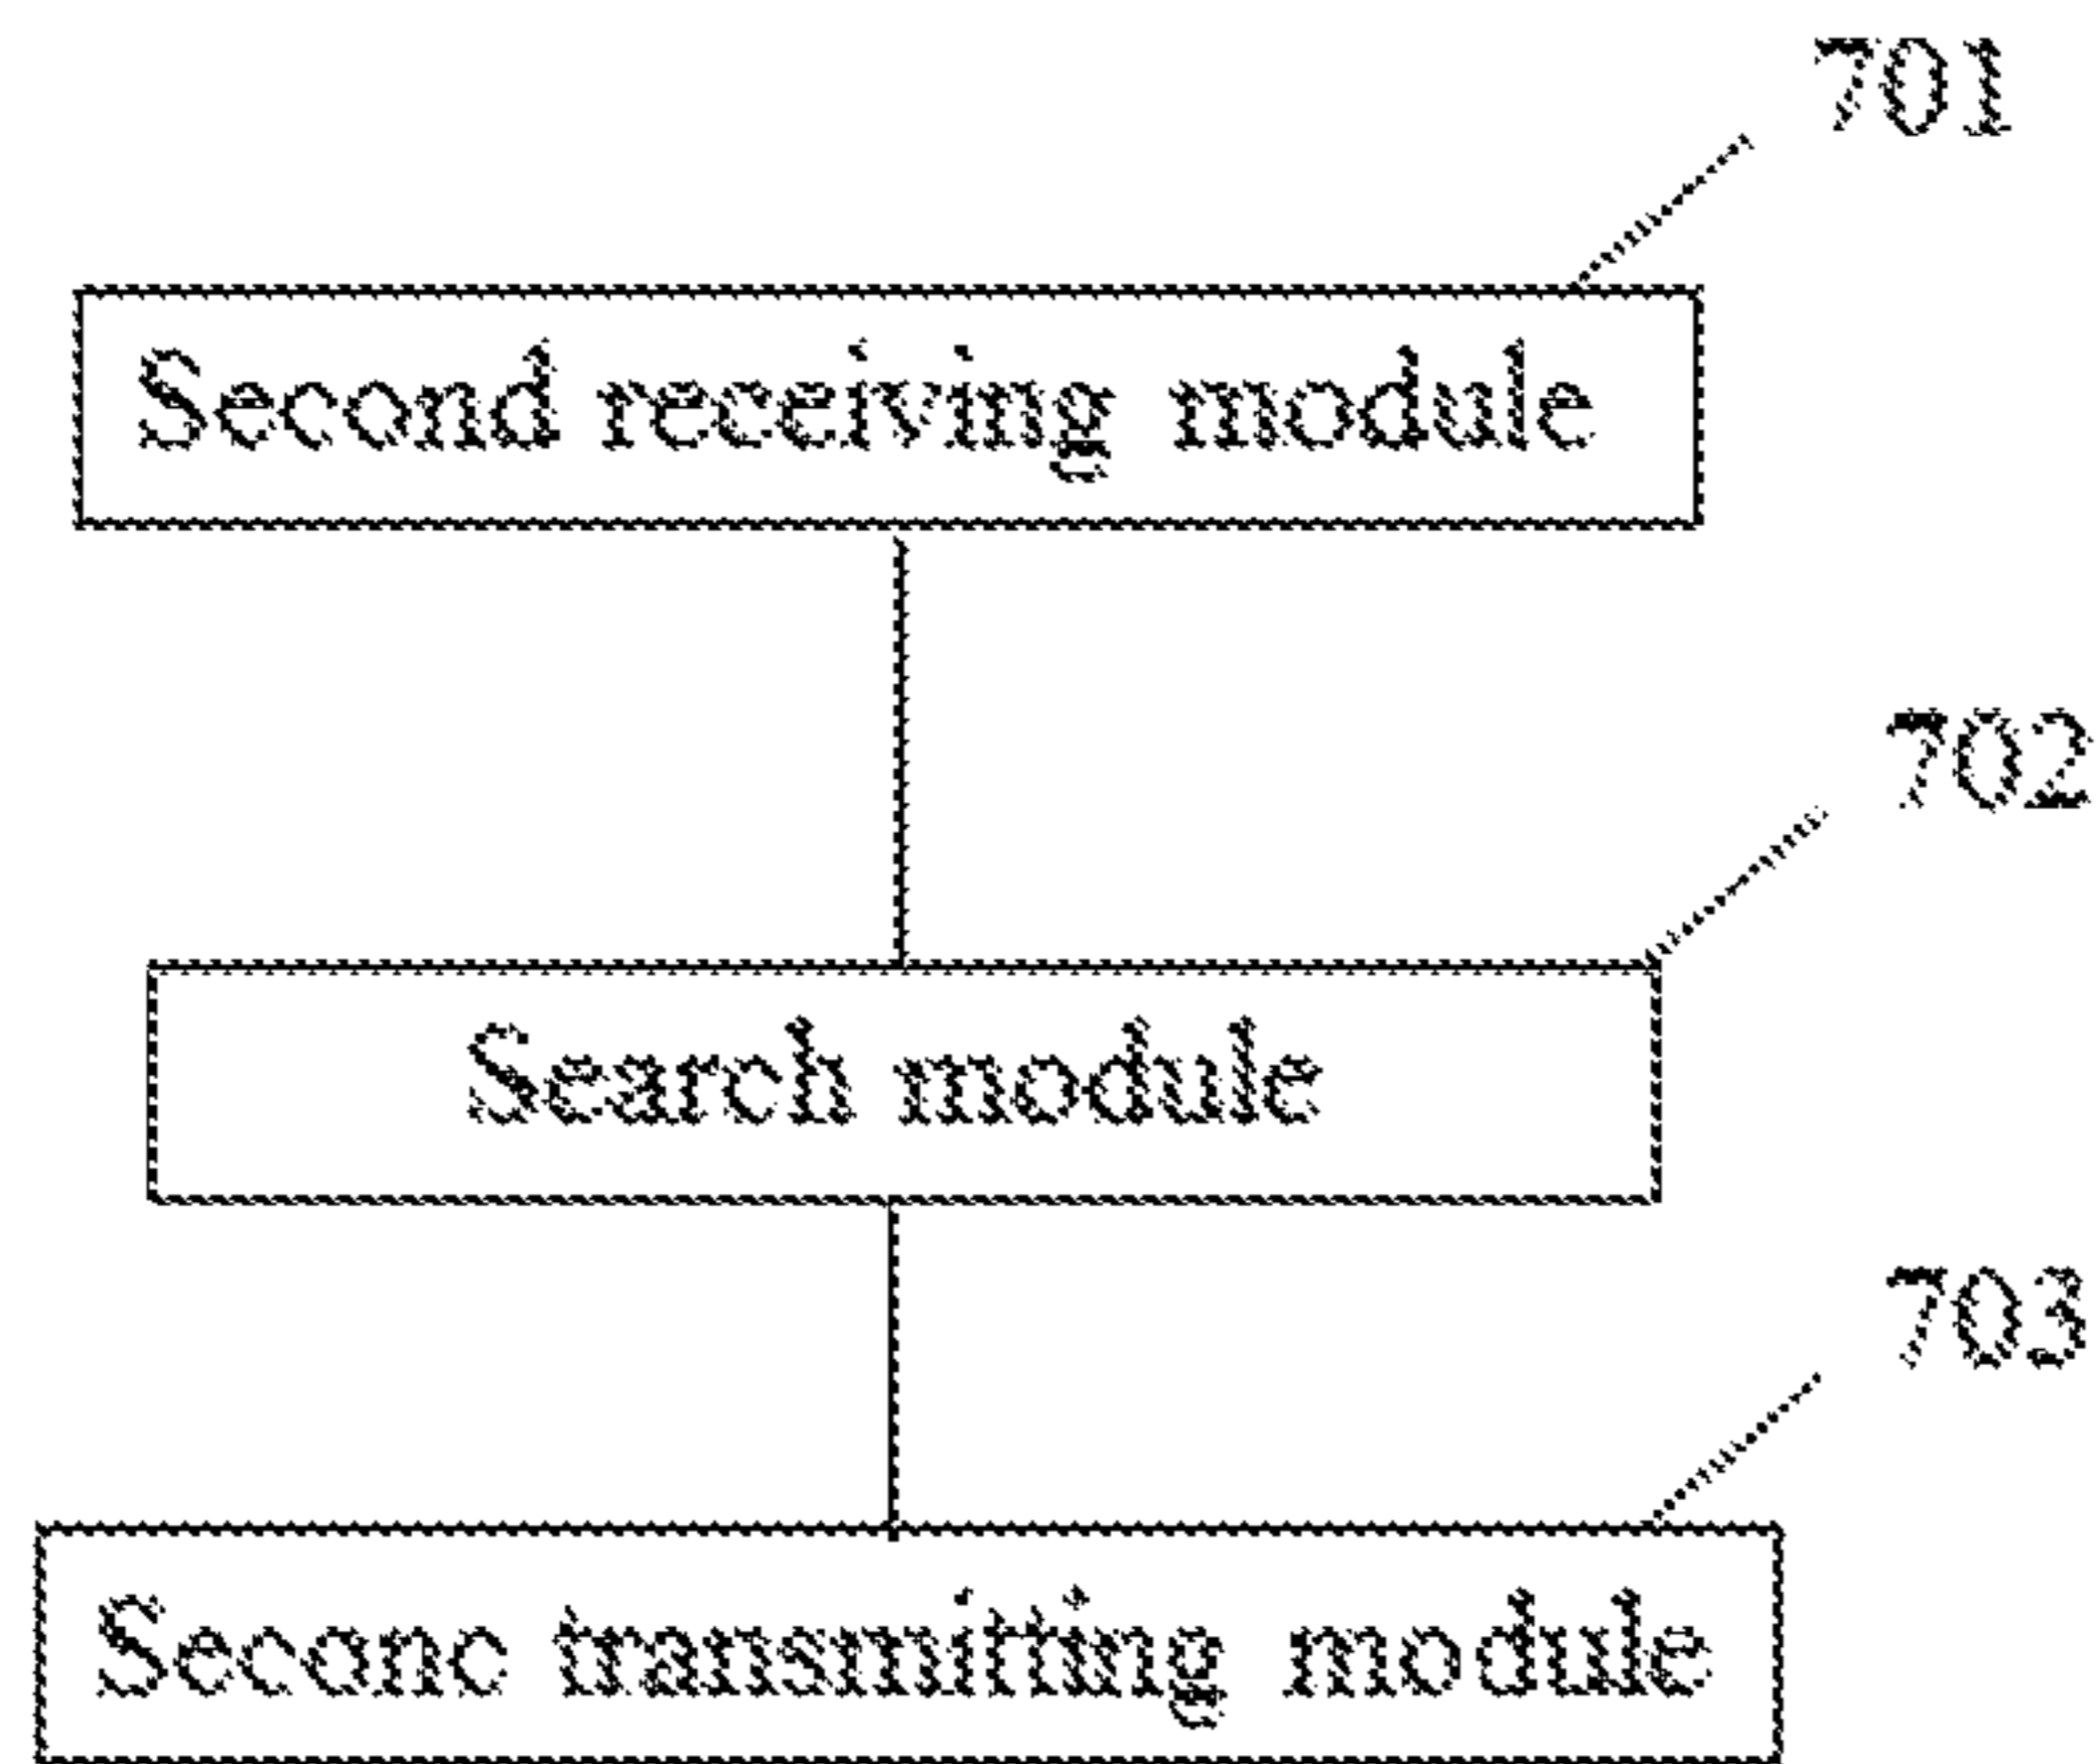 701
Second receiving module
702
Search module
703
Seconc transmitting module